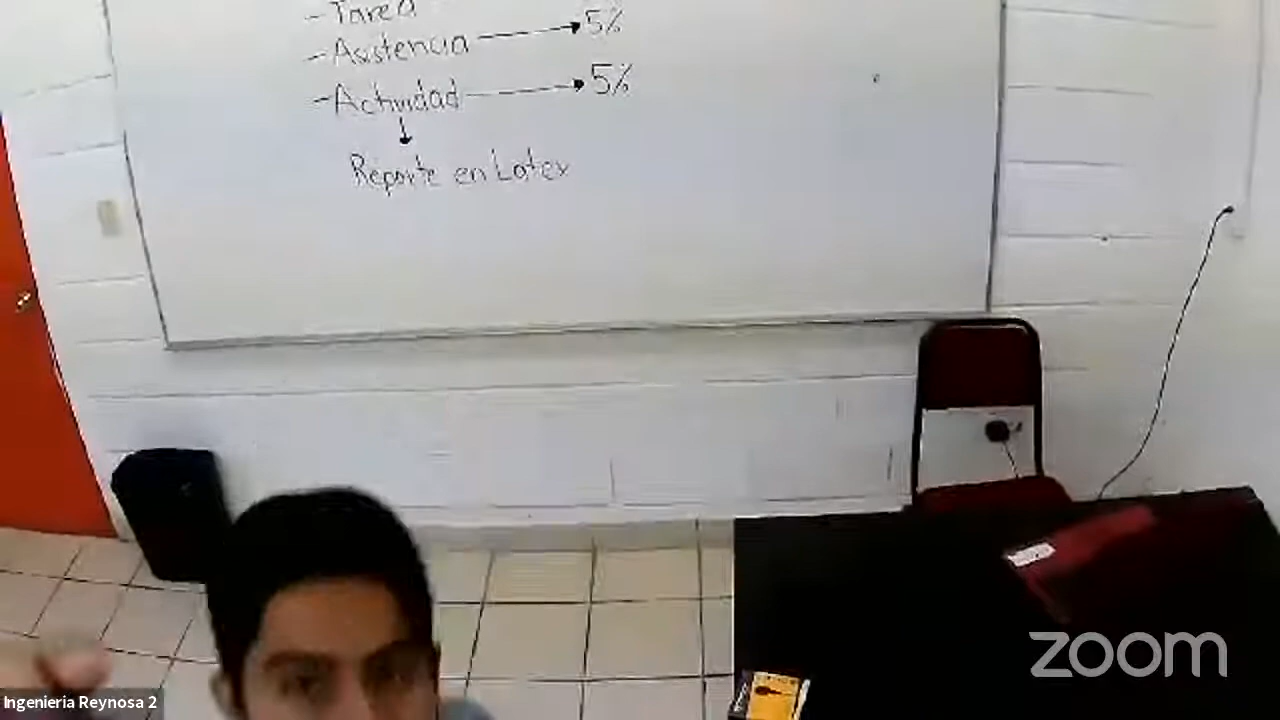 - Tarea
- Asistencia → 5%
- Actividad → 5%
↓
Reporte en Latex
zoom
Ingenieria Reynosa 2